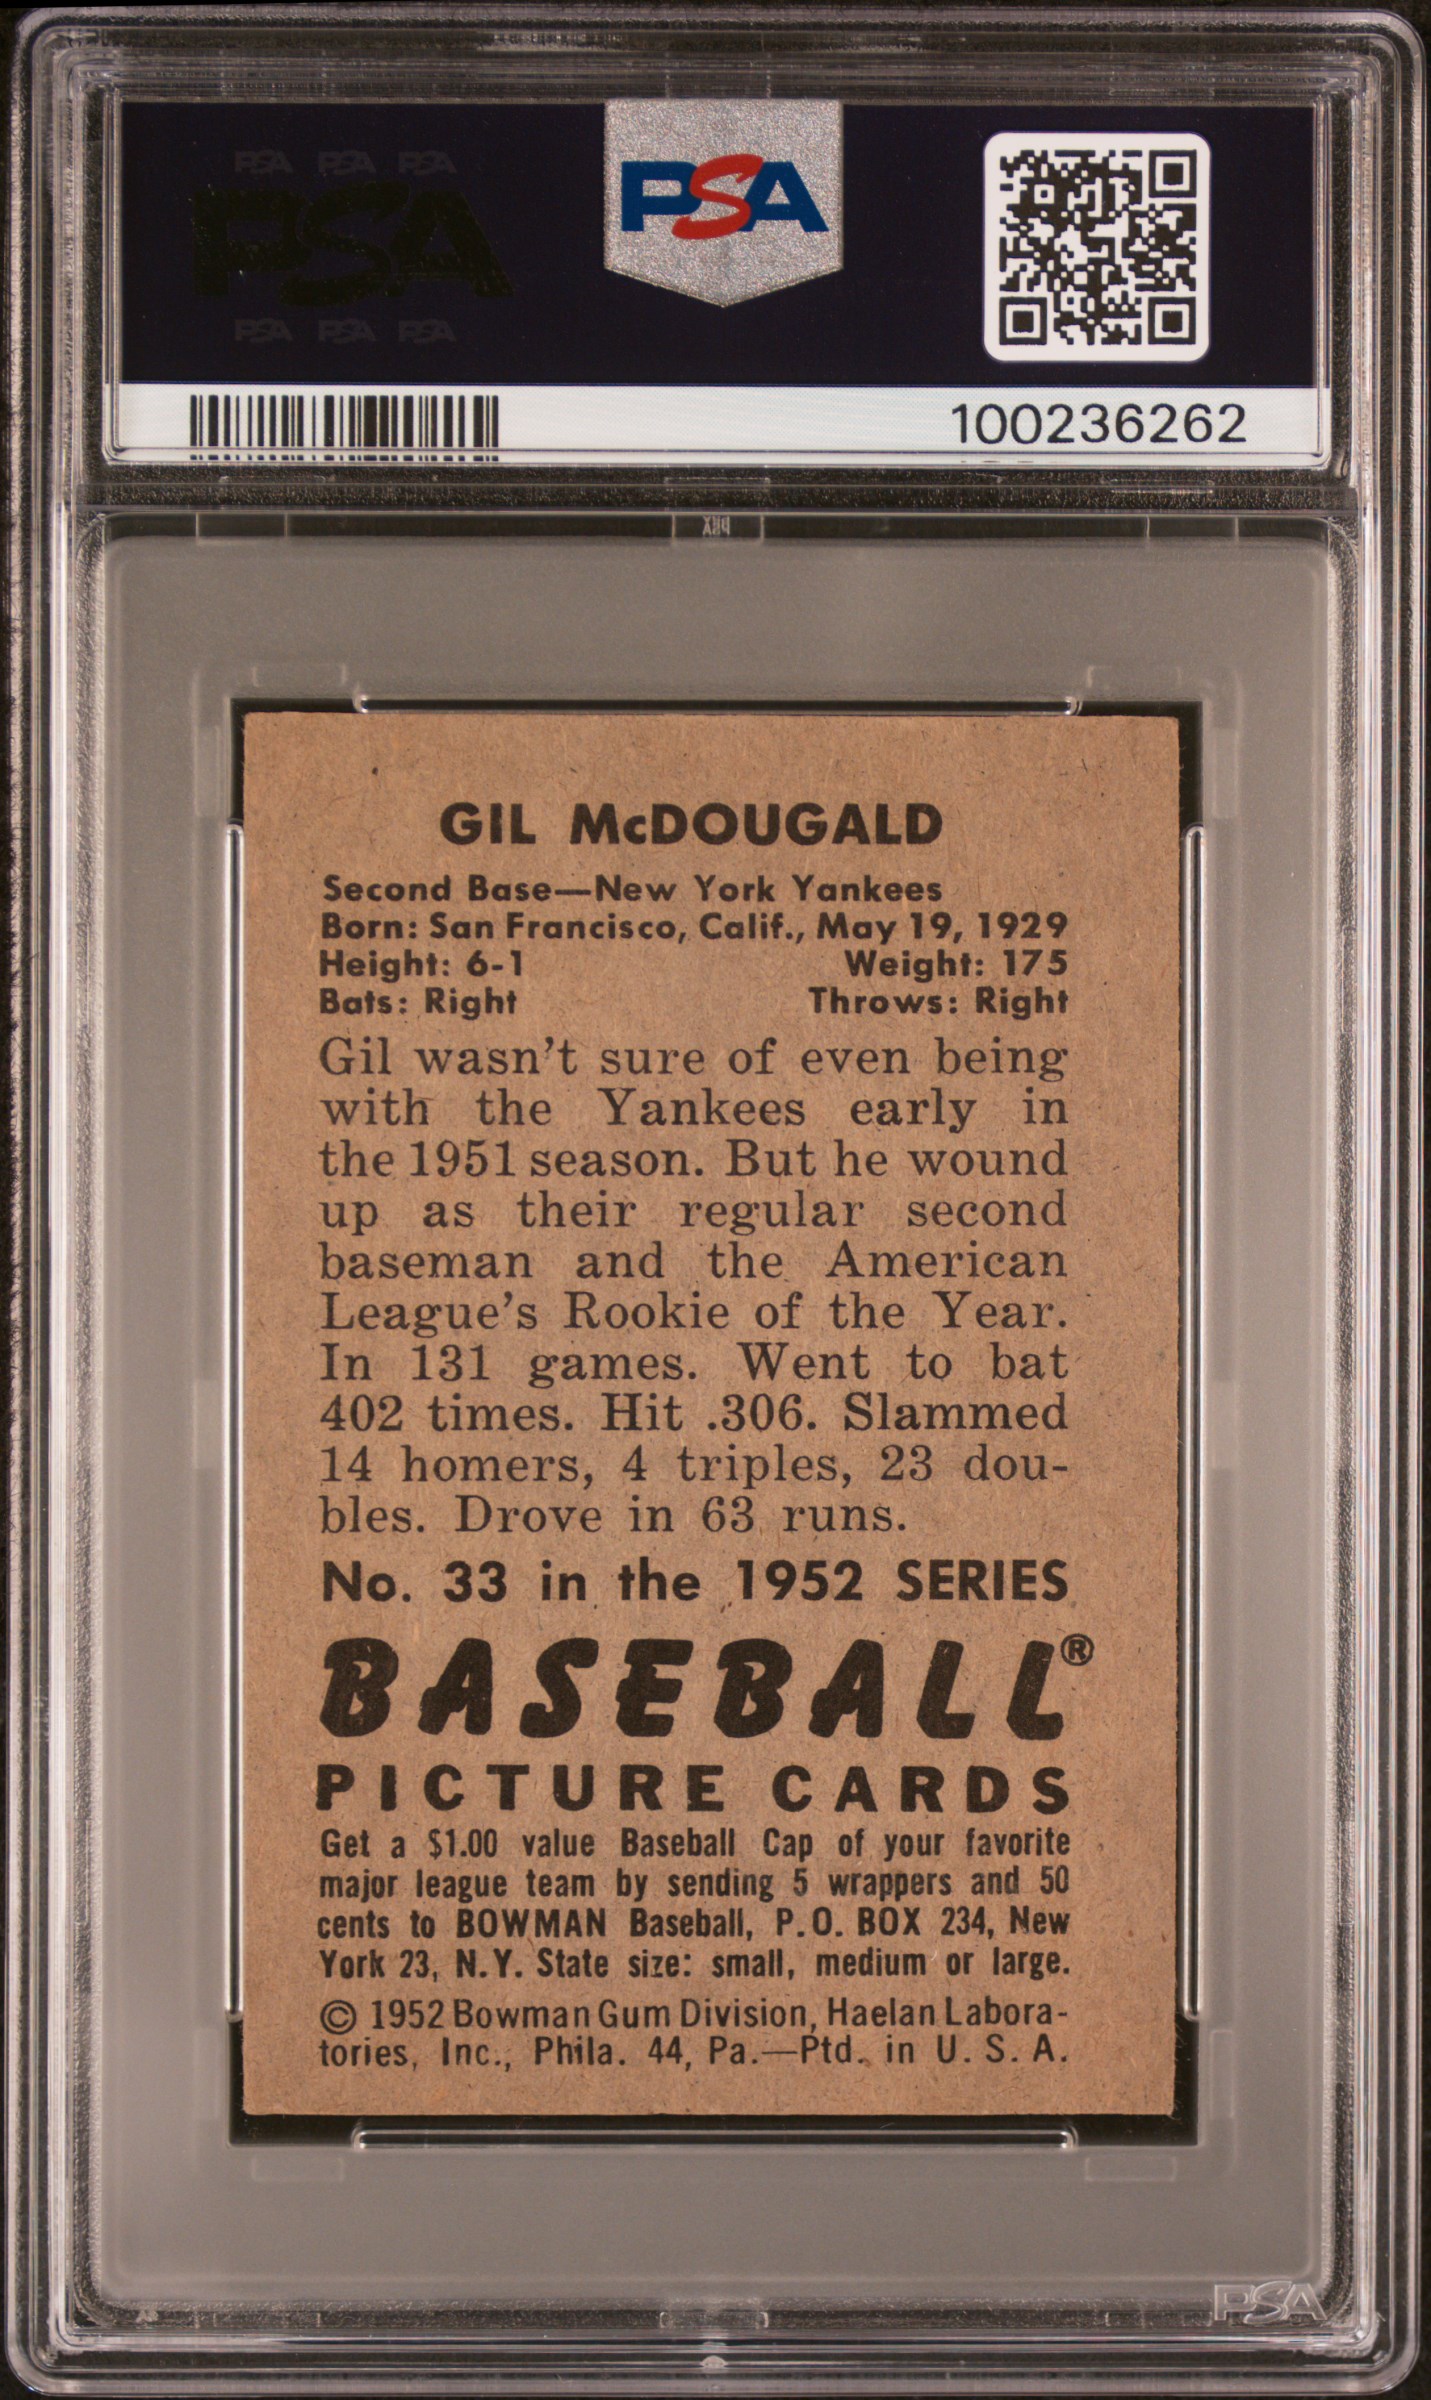 PSA PSA PSA
PSA
PSA PSA PSA
PSA
100236262
GIL McDOUGALD
Second Base—New York Yankees
Born: San Francisco, Calif., May 19, 1929
Height: 6-1 Weight: 175
Bats: Right Throws: Right
Gil wasn't sure of even being
with the Yankees early in
the 1951 season. But he wound
up as their regular second
baseman and the American
League's Rookie of the Year.
In 131 games. Went to bat
402 times. Hit .306. Slammed
14 homers, 4 triples, 23 dou-
bles. Drove in 63 runs.
No. 33 in the 1952 SERIES
BASEBALL®
PICTURE CARDS
Get a $1.00 value Baseball Cap of your favorite
major league team by sending 5 wrappers and 50
cents to BOWMAN Baseball, P.O. BOX 234, New
York 23, N.Y. State size: small, medium or large.
© 1952 Bowman Gum Division, Haelan Labora-
tories, Inc., Phila. 44, Pa.—Ptd. in U. S. A.
PSA